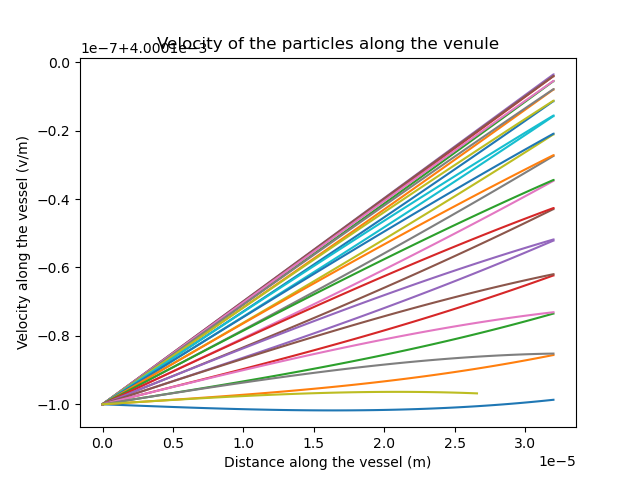 Velocity of the particles along the venule
1e−7+4.0001e−3
0.0
−0.2
−0.4
−0.6
−0.8
−1.0
Velocity along the vessel (v/m)
0.0 0.5 1.0 1.5 2.0 2.5 3.0
1e−5
Distance along the vessel (m)